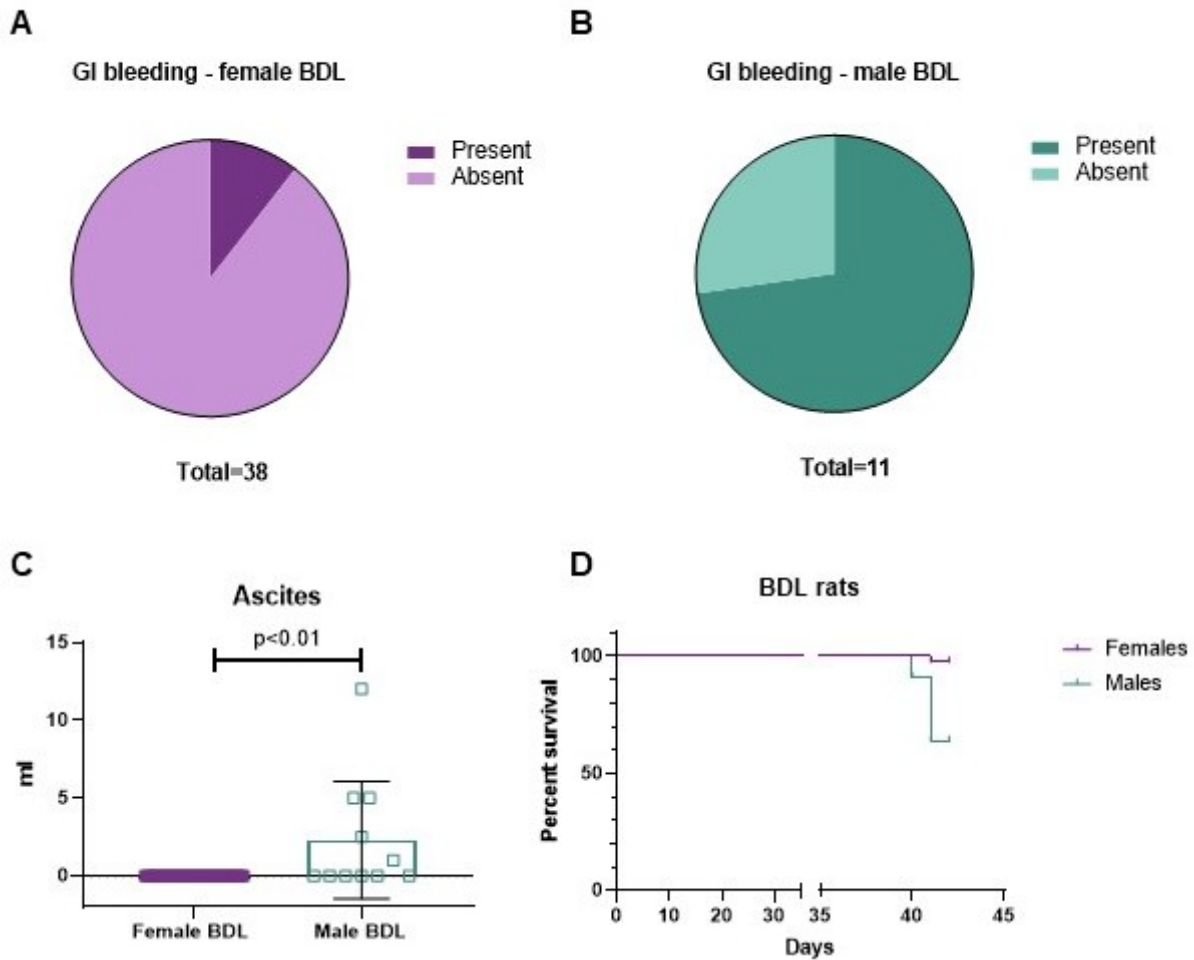 A
GI bleeding - female BDL
Present
Absent
Total=38
B
GI bleeding - male BDL
Present
Absent
Total=11
C
Ascites
p<0.01
15
10
5
0
ml
Female BDL
Male BDL
D
BDL rats
Females
Males
100
50
0
Percent survival
0 10 20 30 35 40 45
Days